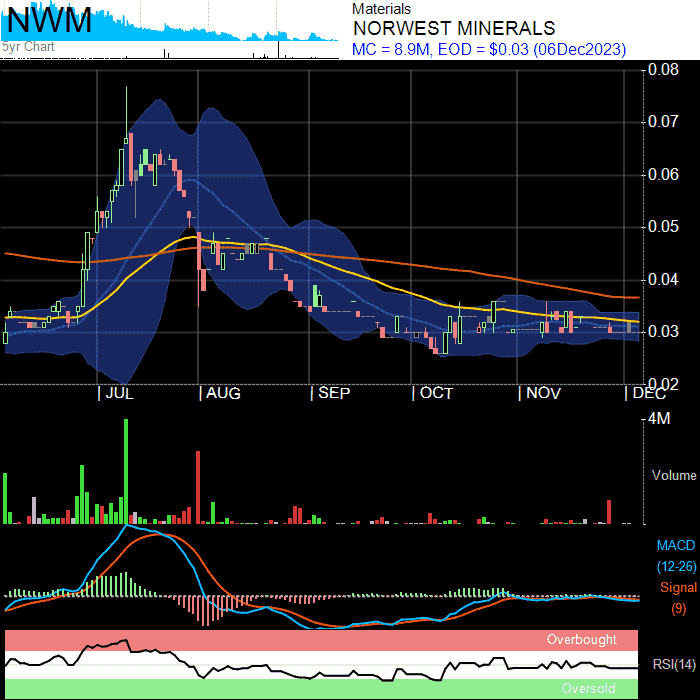 NWM
5yr Chart
Materials
NORWEST MINERALS
MC = 8.9M, EOD = $0.03 (06Dec2023)
0.08
0.07
0.06
0.05
0.04
0.03
0.02
| JUL | AUG | SEP | OCT | NOV | DEC
4M
Volume
MACD
(12-26)
Signal
(9)
Overbought
RSI(14)
Oversold